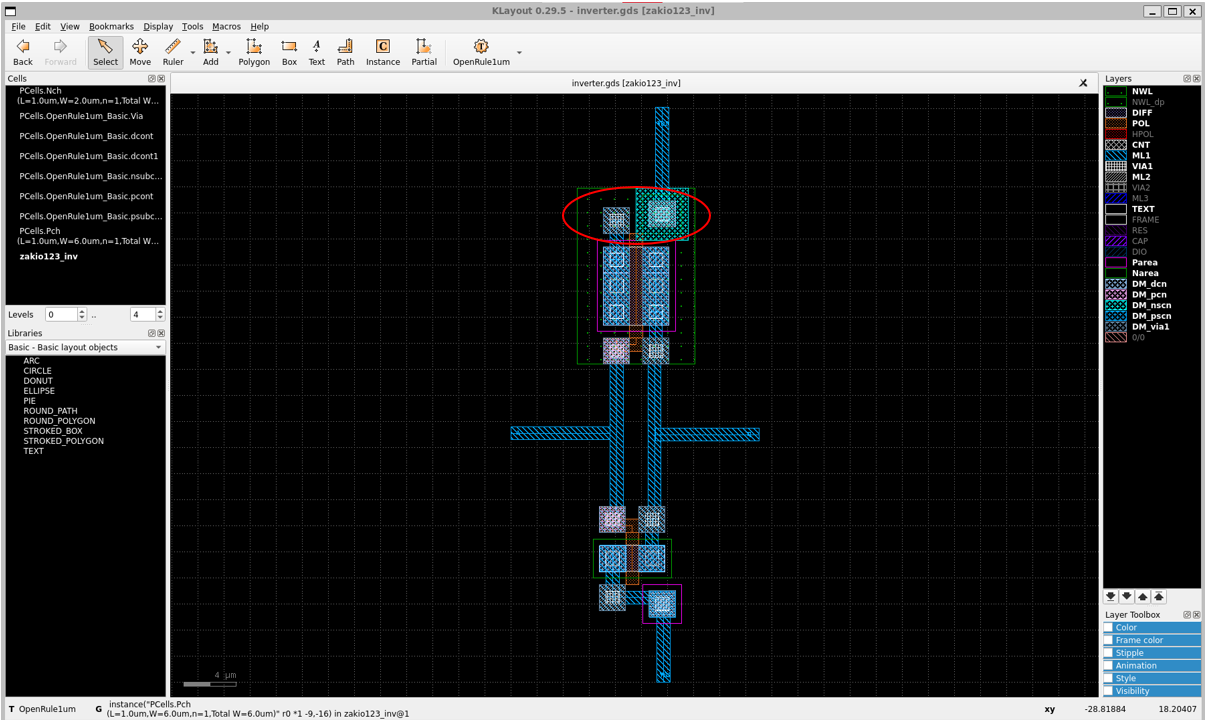 KLayout 0.29.5 - inverter.gds [zakio123_inv]
File Edit View Bookmarks Display Tools Macros Help
Back Forward Select Move Ruler Add Polygon Box Text Path Instance Partial OpenRule1um
Cells
PCells.Nch
(L=1.0um,W=2.0um,n=1,Total W...
PCells.OpenRule1um_Basic.Via
PCells.OpenRule1um_Basic.dcont
PCells.OpenRule1um_Basic.dcont1
PCells.OpenRule1um_Basic.nsubc...
PCells.OpenRule1um_Basic.pcont
PCells.OpenRule1um_Basic.psubc...
PCells.Pch
(L=1.0um,W=6.0um,n=1,Total W...
zakio123_inv
Levels 0 .. 4
Libraries
Basic - Basic layout objects
ARC
CIRCLE
DONUT
ELLIPSE
PIE
ROUND_PATH
ROUND_POLYGON
STROKED_BOX
STROKED_POLYGON
TEXT
inverter.gds [zakio123_inv]
4 µm
Layers
NWL
NWL_dp
DIFF
POL
HPOL
CNT
ML1
VIA1
ML2
VIA2
ML3
TEXT
FRAME
RES
CAP
DIO
Parea
Narea
DM_dcn
DM_pcn
DM_nscn
DM_pscn
DM_via1
0/0
Layer Toolbox
Color
Frame color
Stipple
Animation
Style
Visibility
T OpenRule1um G instance("PCells.Pch
(L=1.0um,W=6.0um,n=1,Total W=6.0um)" r0 *1 -9,-16) in zakio123_inv@1
xy -28.81884 18.20407